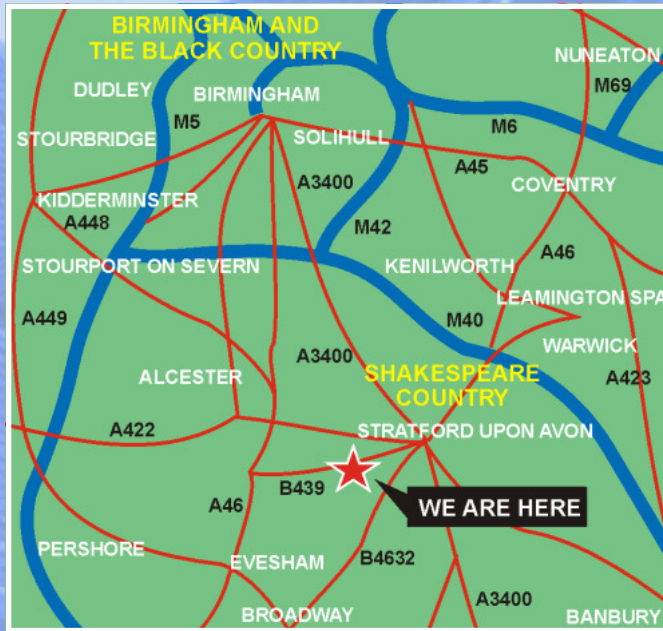 BIRMINGHAM AND
THE BLACK COUNTRY
NUNEATON
DUDLEY
BIRMINGHAM
M69
M5
M6
STOURBRIDGE
SOLIHULL
A45
A3400
COVENTRY
KIDDERMINSTER
A448
M42
A46
STOURPORT ON SEVERN
KENILWORTH
LEAMINGTON SPA
A449
M40
WARWICK
A3400
SHAKESPEARE
COUNTRY
ALCESTER
A423
A422
STRATFORD UPON AVON
B439
A46
WE ARE HERE
PERSHORE
EVESHAM
B4632
A3400
BROADWAY
BANBURY